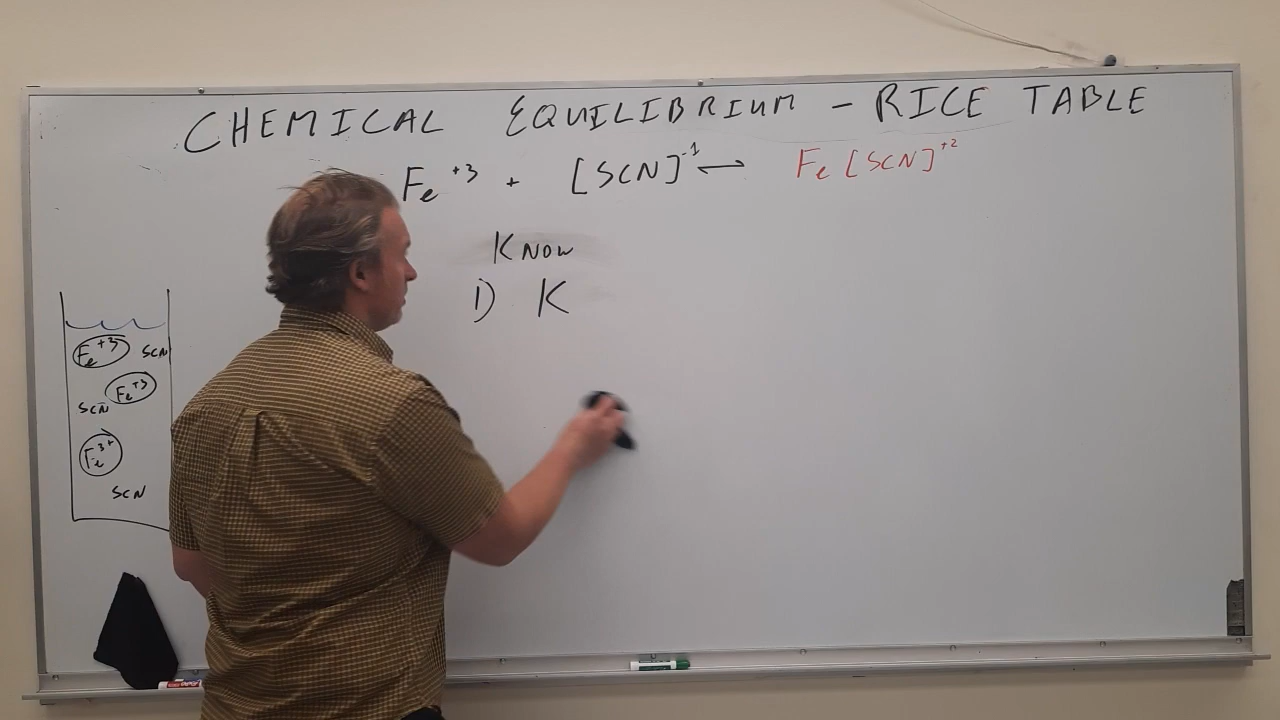 CHEMICAL EQUILIBRIUM - RICE TABLE
Fe +3 + [SCN]-1 ⇌ Fe[SCN]+2
KNOW
1) K
Fe+3 SCN
Fe+3
SCN
Fe3+
SCN